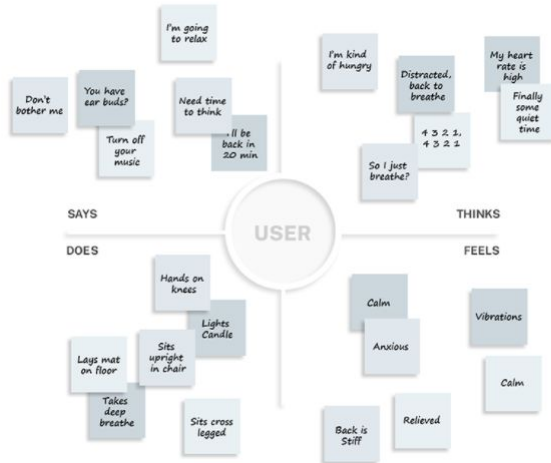 I'm going
to relax
Don't
bother me
You have
ear buds?
Turn off
your
music
Need time
to think
I'll be
back in
20 min
SAYS
I'm kind
of hungry
Distracted,
back to
breathe
My heart
rate is
high
Finally
some
quiet
time
4 3 2 1,
4 3 2 1
So I just
breathe?
THINKS
USER
DOES
Hands on
knees
Lights
Candle
Sits
upright
in chair
Lays mat
on floor
Takes
deep
breathe
Sits cross
legged
FEELS
Calm
Anxious
Vibrations
Calm
Relieved
Back is
Stiff